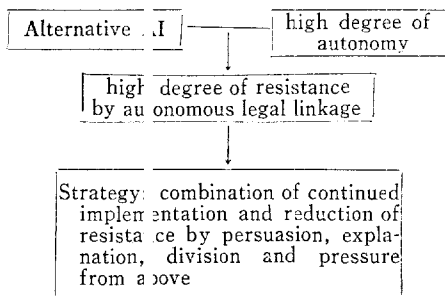 Alternative AI
high degree of
autonomy
high degree of resistance
by autonomous legal linkage
Strategy: combination of continued
implementation and reduction of
resistance by persuasion, expla-
nation, division and pressure
from above